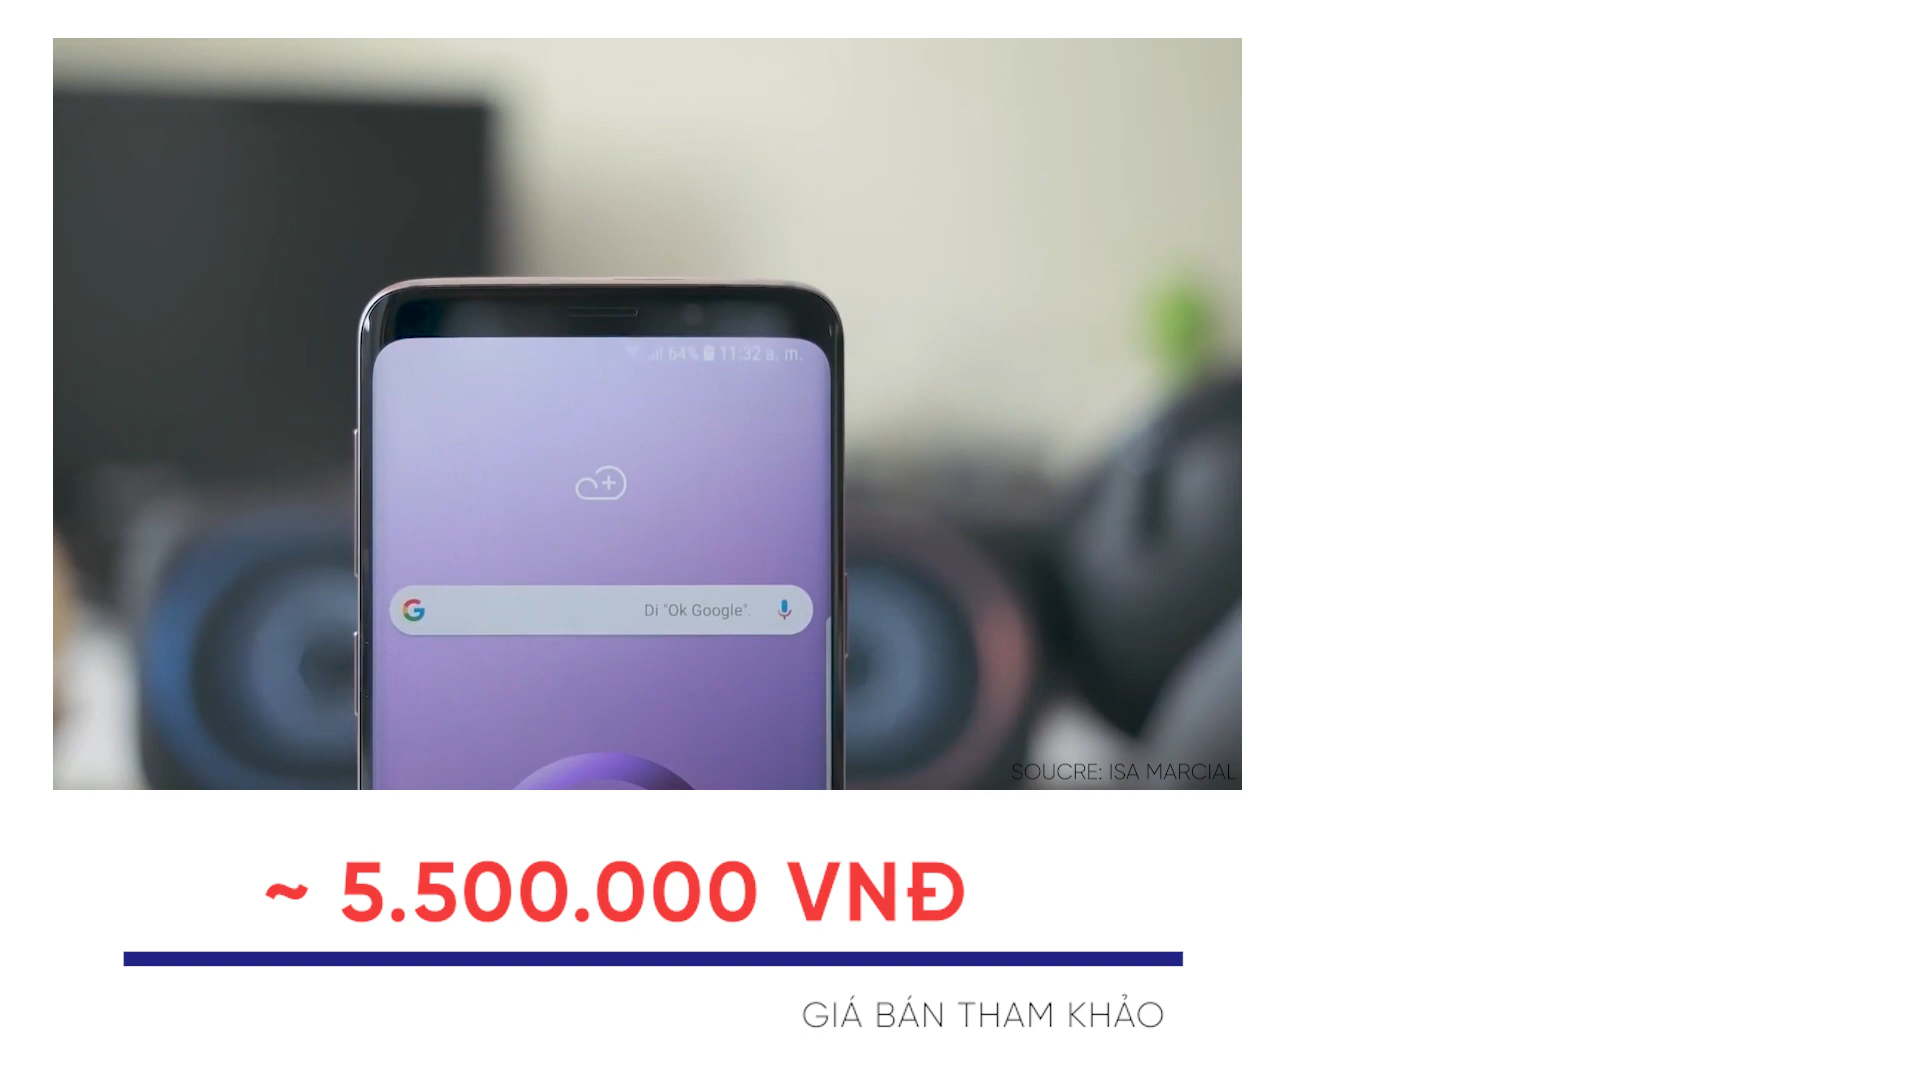 64% 11:32 a. m.
Di "Ok Google".
SOUCRE: ISA MARCIAL
~ 5.500.000 VNĐ
GIÁ BÁN THAM KHẢO